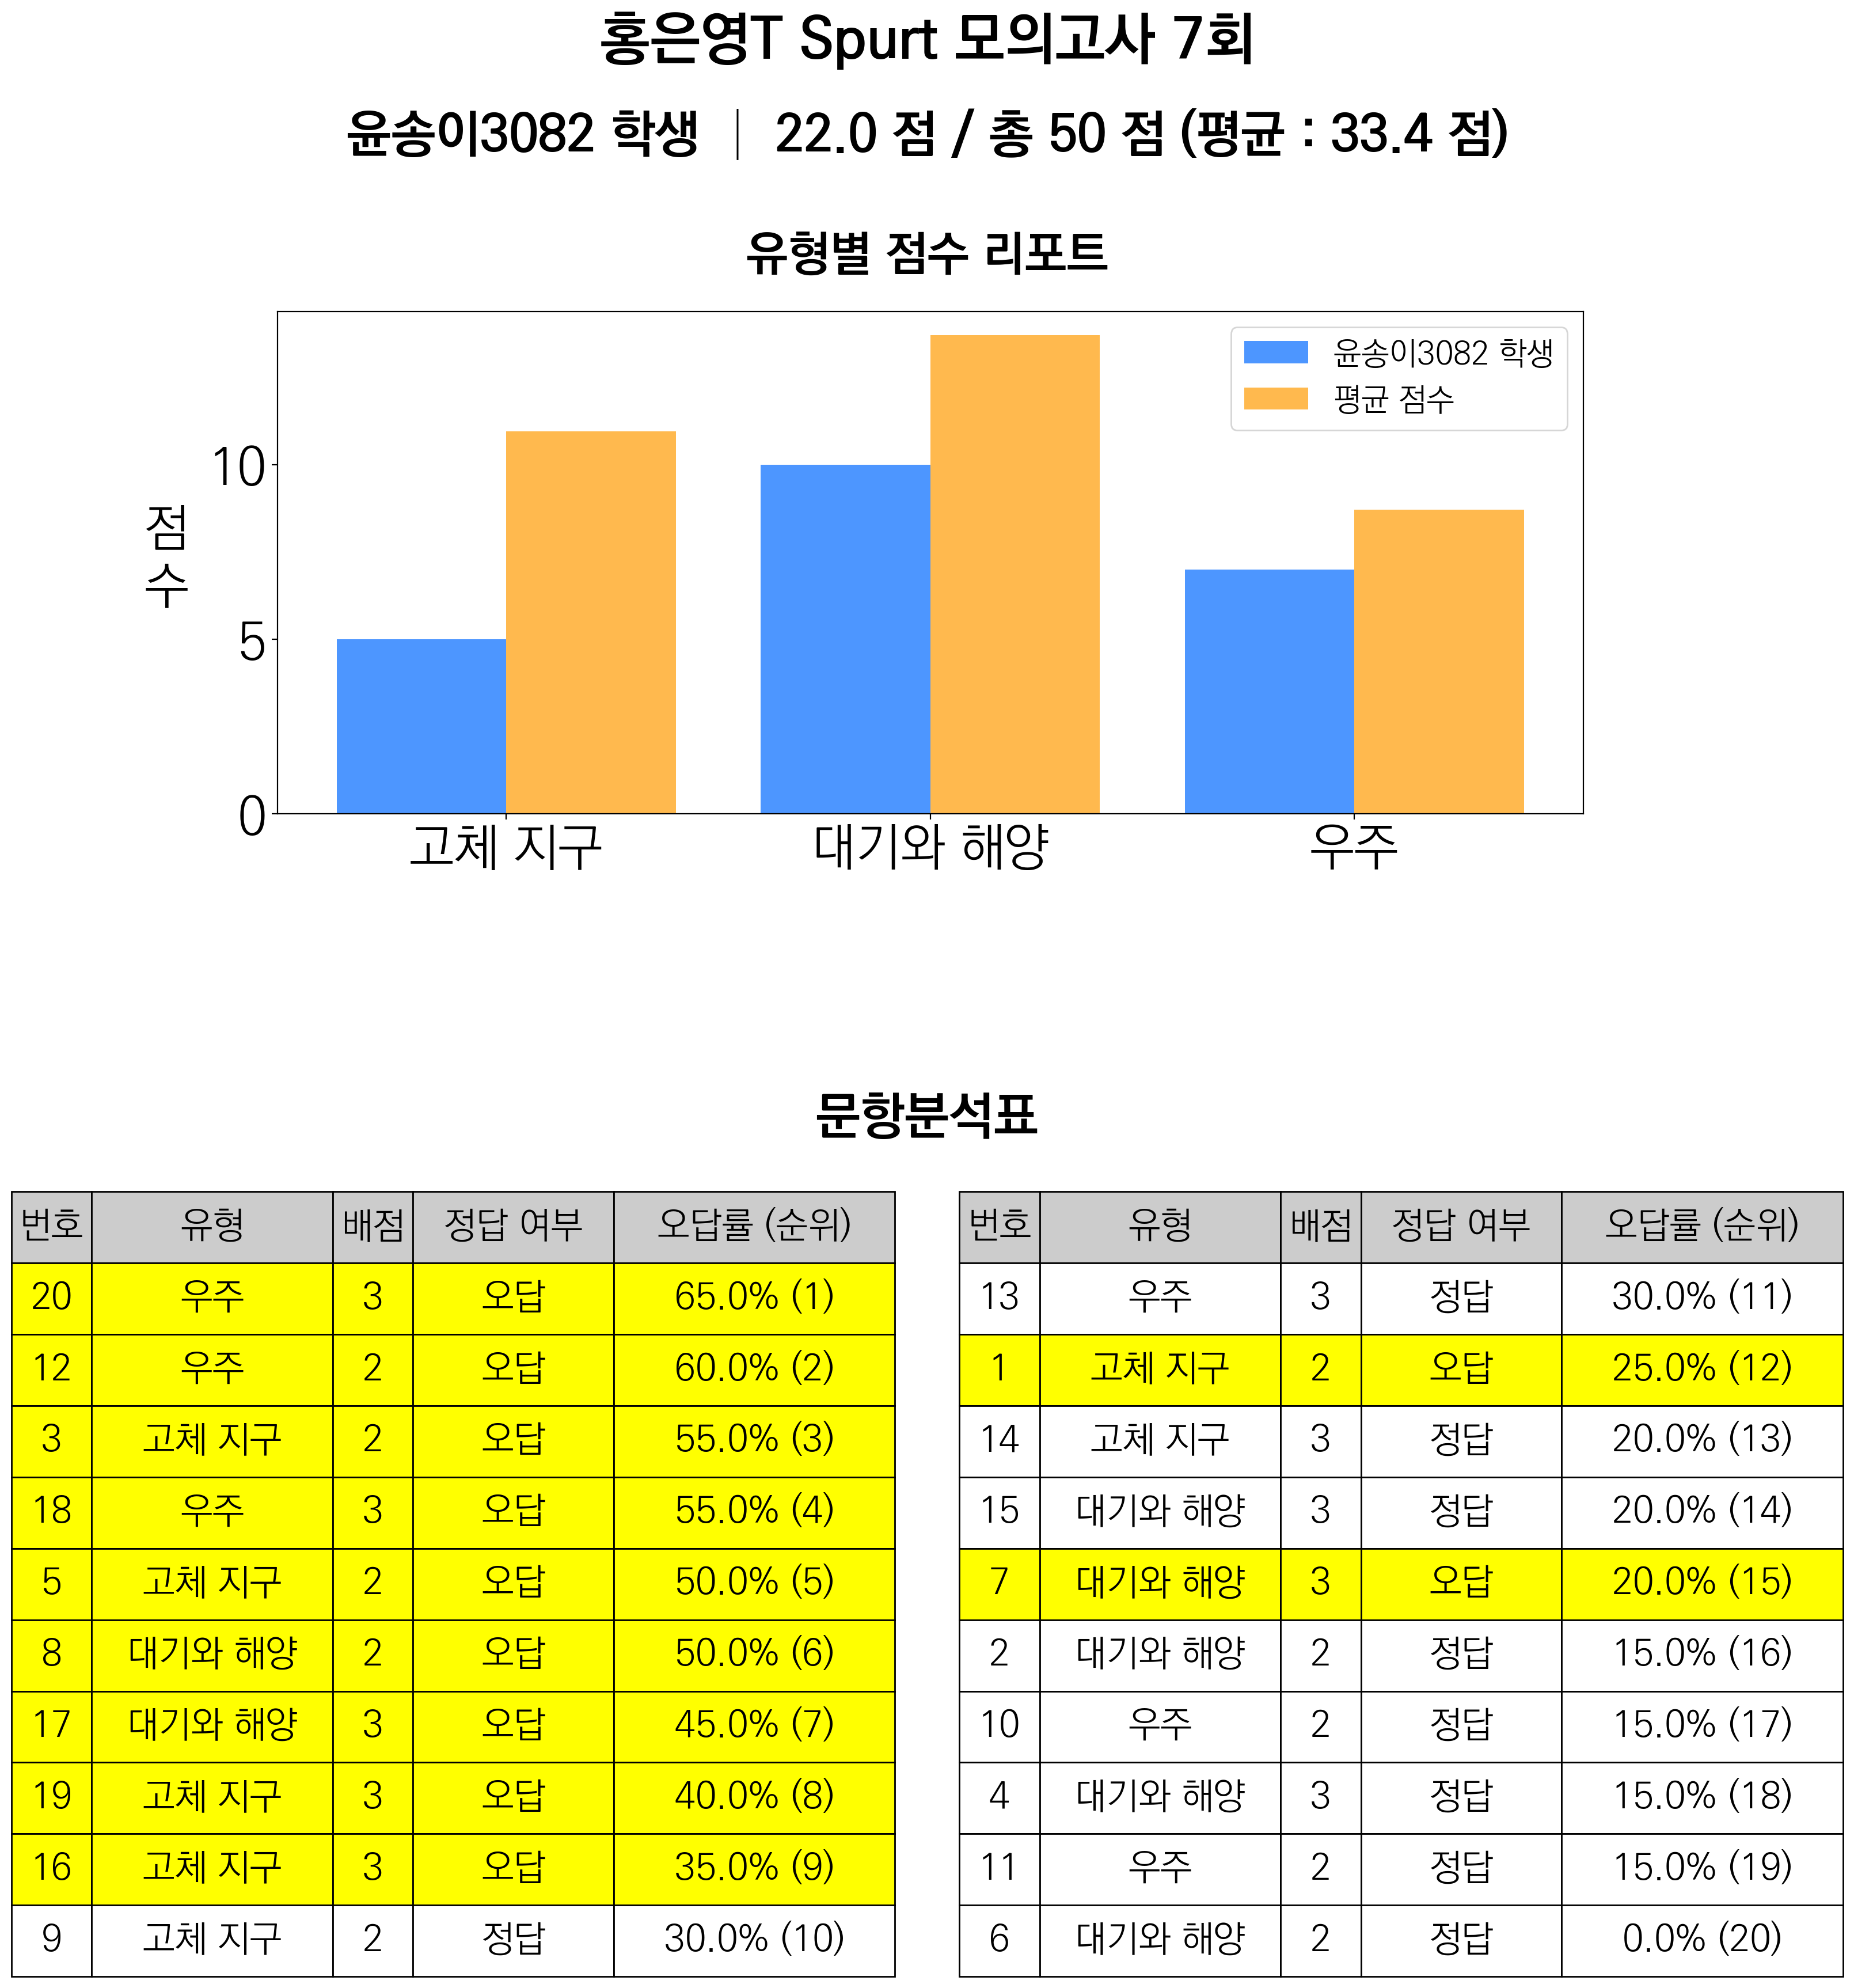 홍은영T Spurt 모의고사 7회
윤송이3082 학생 | 22.0 점 / 총 50 점 (평균 : 33.4 점)
유형별 점수 리포트
윤송이3082 학생
평균 점수
점
수
10
5
0
고체 지구 대기와 해양 우주
문항분석표
번호 유형 배점 정답 여부 오답률 (순위)
20 우주 3 오답 65.0% (1)
12 우주 2 오답 60.0% (2)
3 고체 지구 2 오답 55.0% (3)
18 우주 3 오답 55.0% (4)
5 고체 지구 2 오답 50.0% (5)
8 대기와 해양 2 오답 50.0% (6)
17 대기와 해양 3 오답 45.0% (7)
19 고체 지구 3 오답 40.0% (8)
16 고체 지구 3 오답 35.0% (9)
9 고체 지구 2 정답 30.0% (10)
번호 유형 배점 정답 여부 오답률 (순위)
13 우주 3 정답 30.0% (11)
1 고체 지구 2 오답 25.0% (12)
14 고체 지구 3 정답 20.0% (13)
15 대기와 해양 3 정답 20.0% (14)
7 대기와 해양 3 오답 20.0% (15)
2 대기와 해양 2 정답 15.0% (16)
10 우주 2 정답 15.0% (17)
4 대기와 해양 3 정답 15.0% (18)
11 우주 2 정답 15.0% (19)
6 대기와 해양 2 정답 0.0% (20)